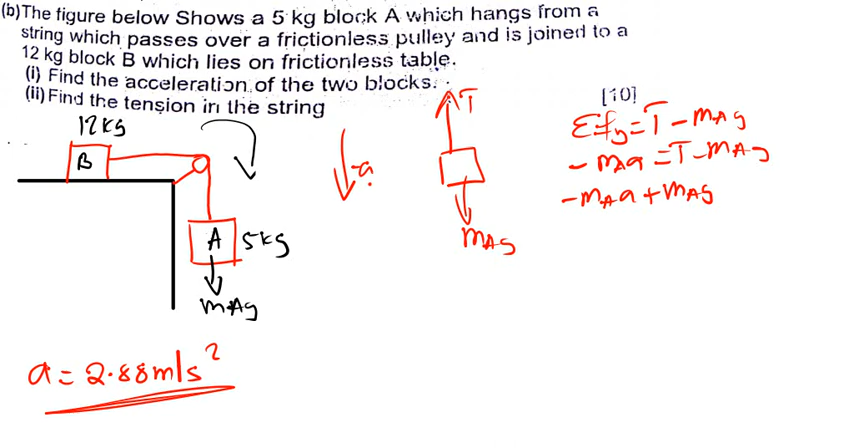 (b)The figure below Shows a 5 kg block A which hangs from a
string which passes over a frictionless pulley and is joined to a
12 kg block B which lies on frictionless table.
(i) Find the acceleration of the two blocks.
[10]
(ii) Find the tension in the string
12kg
B
A
5kg
mAg
-a
T
mAg
Σfy = T - mAg
- mAa = T - mAg
- mAa + mAg
a = 2.88m/s²